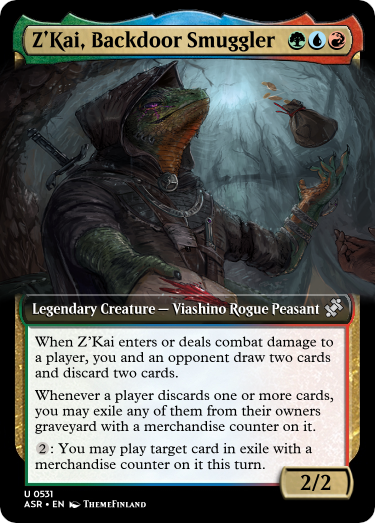 Z'Kai, Backdoor Smuggler
Legendary Creature — Viashino Rogue Peasant
When Z'Kai enters or deals combat damage to
a player, you and an opponent draw two cards
and discard two cards.
Whenever a player discards one or more cards,
you may exile any of them from their owners
graveyard with a merchandise counter on it.
2: You may play target card in exile with a
merchandise counter on it this turn.
2/2
U 0531
ASR • EN ThemeFinland